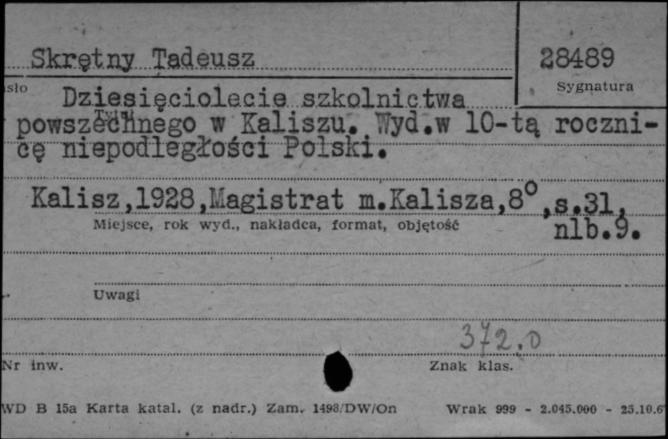 Skrętny Tadeusz
28489
Sygnatura
Dziesięciolecie szkolnictwa
powszechnego w Kaliszu. Wyd.w 10-tą roczni-
cę niepodległości Polski.
Kalisz,1928,Magistrat m.Kalisza,8°,s.31,
nlb.9.
Miejsce, rok wyd., nakładca, format, objętość
Uwagi
372.0
Nr inw.
Znak klas.
WD B 15a Karta katal. (z nadr.) Zam. 1498/DW/On
Wrak 999 - 2.045.000 - 25.10.6